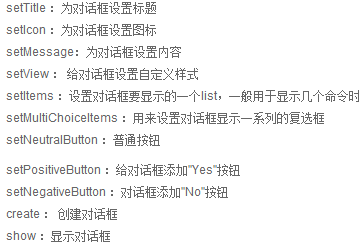 setTitle ：为对话框设置标题
setIcon ：为对话框设置图标
setMessage：为对话框设置内容
setView ： 给对话框设置自定义样式
setItems ：设置对话框要显示的一个list，一般用于显示几个命令时
setMultiChoiceItems ：用来设置对话框显示一系列的复选框
setNeutralButton ：普通按钮
setPositiveButton ：给对话框添加"Yes"按钮
setNegativeButton ：对话框添加"No"按钮
create ： 创建对话框
show ：显示对话框